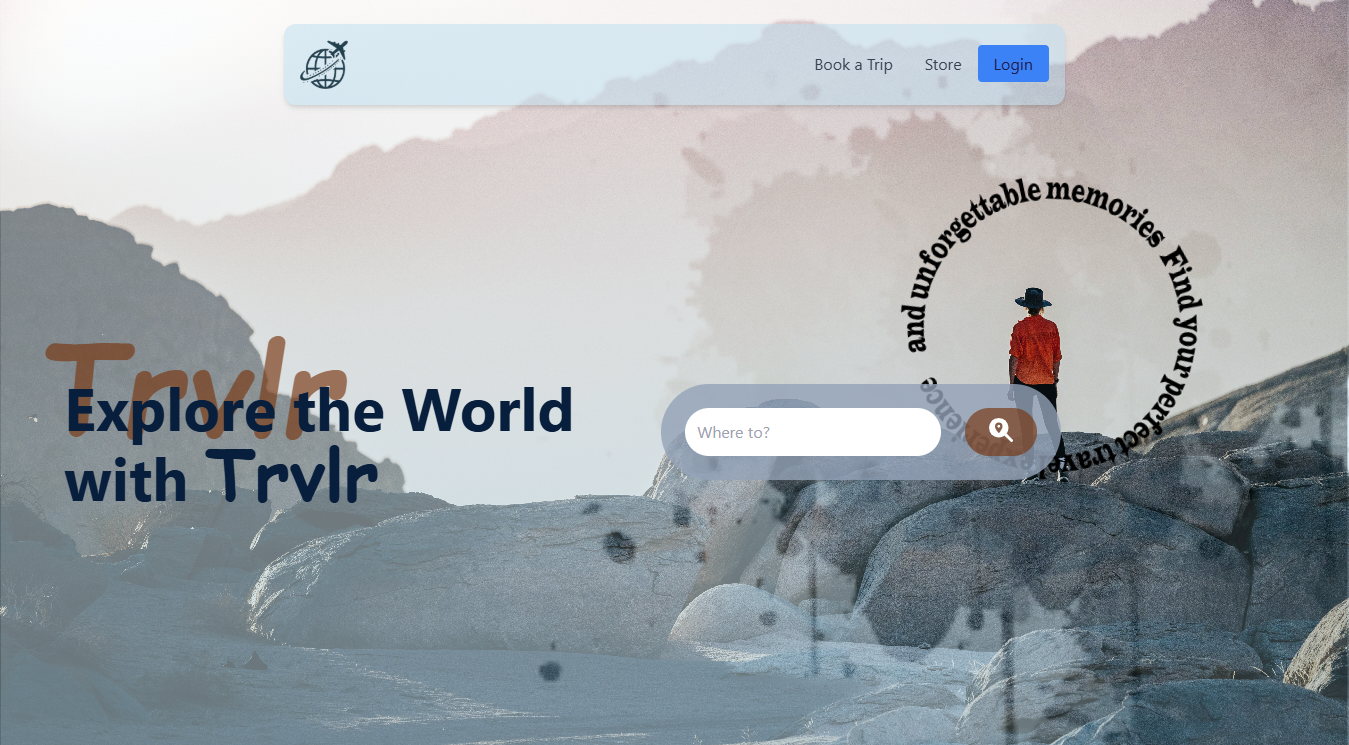 Book a Trip
Store
Login
and unforgettable memories Find your perfect travel experience
Trvlr
Explore the World
with Trvlr
Where to?